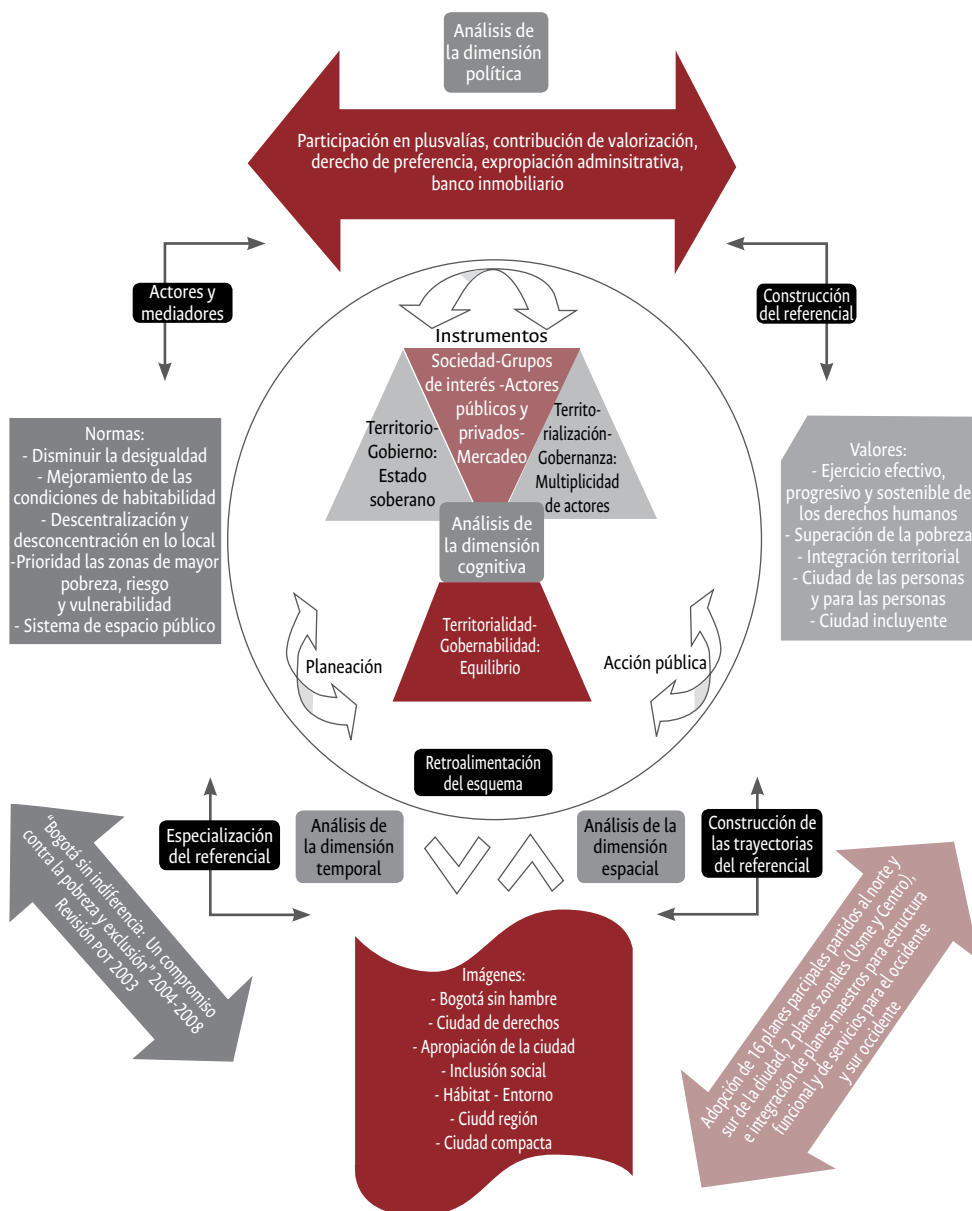 Análisis de
la dimensión
política
Participación en plusvalías, contribución de valorización,
derecho de preferencia, expropiación adminsitrativa,
banco inmobiliario
Actores y
mediadores
Construcción
del referencial
Instrumentos
Sociedad-Grupos
de interés -Actores
públicos y
privados-
Mercadeo
Territorio-
Gobierno:
Estado
soberano
Territo-
rialización-
Gobernanza:
Multiplicidad
de actores
Normas:
- Disminuir la desigualdad
- Mejoramiento de las
condiciones de habitabilidad
- Descentralización y
desconcentración en lo local
-Prioridad las zonas de mayor
pobreza, riesgo
y vulnerabilidad
- Sistema de espacio público
Valores:
- Ejercicio efectivo,
progresivo y sostenible de
los derechos humanos
- Superación de la pobreza
- Integración territorial
- Ciudad de las personas
y para las personas
- Ciudad incluyente
Análisis de
la dimensión
cognitiva
Territorialidad-
Gobernabilidad:
Equilibrio
Planeación
Acción pública
Retroalimentación
del esquema
Especialización
del referencial
Análisis de
la dimensión
temporal
Análisis de la
dimensión
espacial
Construcción de
las trayectorias
del referencial
"Bogotá sin indiferencia: Un compromiso
contra la pobreza y exclusión" 2004-2008
Revisión POT 2003
Imágenes:
- Bogotá sin hambre
- Ciudad de derechos
- Apropiación de la ciudad
- Inclusión social
- Hábitat - Entorno
- Ciudd región
- Ciudad compacta
Adopción de 16 planes parcipales partidos al norte y
sur de la diudad, 2 planes zonales (Usme y Centro),
e integración de planes maestros para estructura
funcional y de servicios para el occidente
y sur occidente